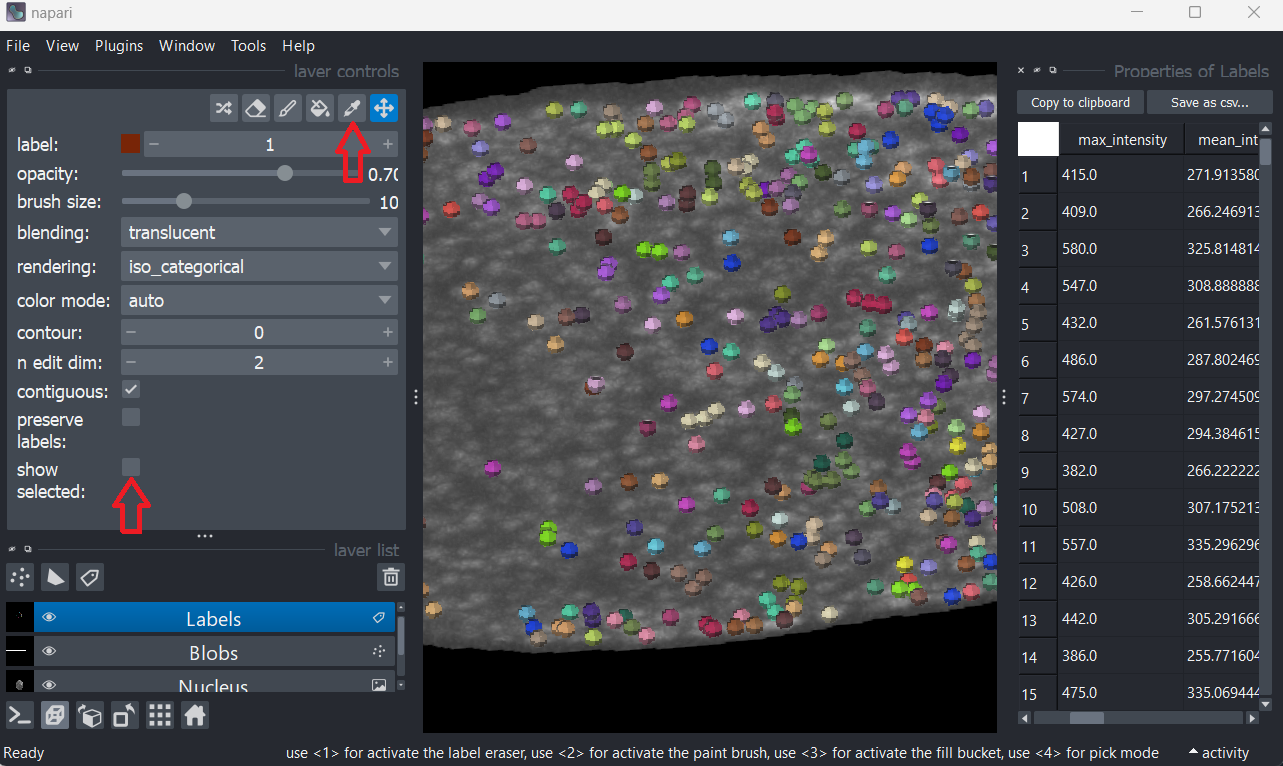 napari
File View Plugins Window Tools Help
layer controls
label: 1
opacity: 0.70
brush size: 10
blending: translucent
rendering: iso_categorical
color mode: auto
contour: 0
n edit dim: 2
contiguous:
preserve
labels:
show
selected:
layer list
Labels
Blobs
Nucleus
Properties of Labels
Copy to clipboard Save as csv...
max_intensity mean_int
1 415.0 271.913580
2 409.0 266.246913
3 580.0 325.814814
4 547.0 308.888888
5 432.0 261.576131
6 486.0 287.802469
7 574.0 297.274509
8 427.0 294.384615
9 382.0 266.222222
10 508.0 307.175213
11 557.0 335.296296
12 426.0 258.662447
13 442.0 305.291666
14 386.0 255.771604
15 475.0 335.069444
Ready use <1> for activate the label eraser, use <2> for activate the paint brush, use <3> for activate the fill bucket, use <4> for pick mode activity